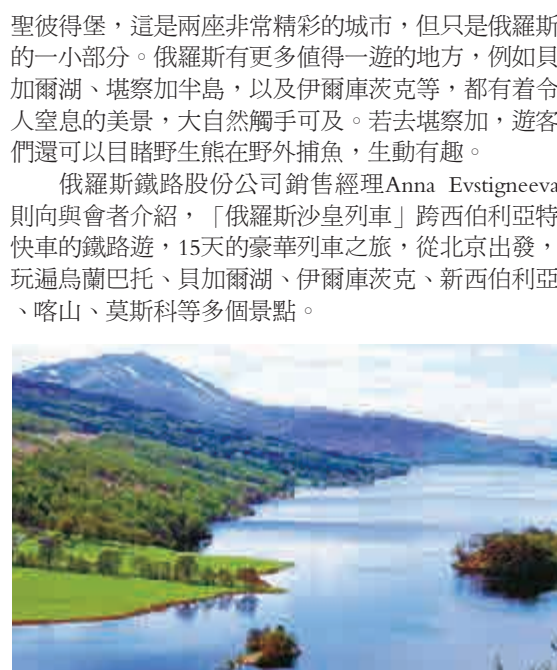 聖彼得堡，這是兩座非常精彩的城市，但只是俄羅斯
的一小部分。俄羅斯有更多值得一遊的地方，例如貝
加爾湖、堪察加半島，以及伊爾庫茨克等，都有着令
人窒息的美景，大自然觸手可及。若去堪察加，遊客
們還可以目睹野生熊在野外捕魚，生動有趣。
俄羅斯鐵路股份公司銷售經理Anna Evstigneeva
則向與會者介紹，「俄羅斯沙皇列車」跨西伯利亞特
快車的鐵路遊，15天的豪華列車之旅，從北京出發，
玩遍烏蘭巴托、貝加爾湖、伊爾庫茨克、新西伯利亞
、喀山、莫斯科等多個景點。